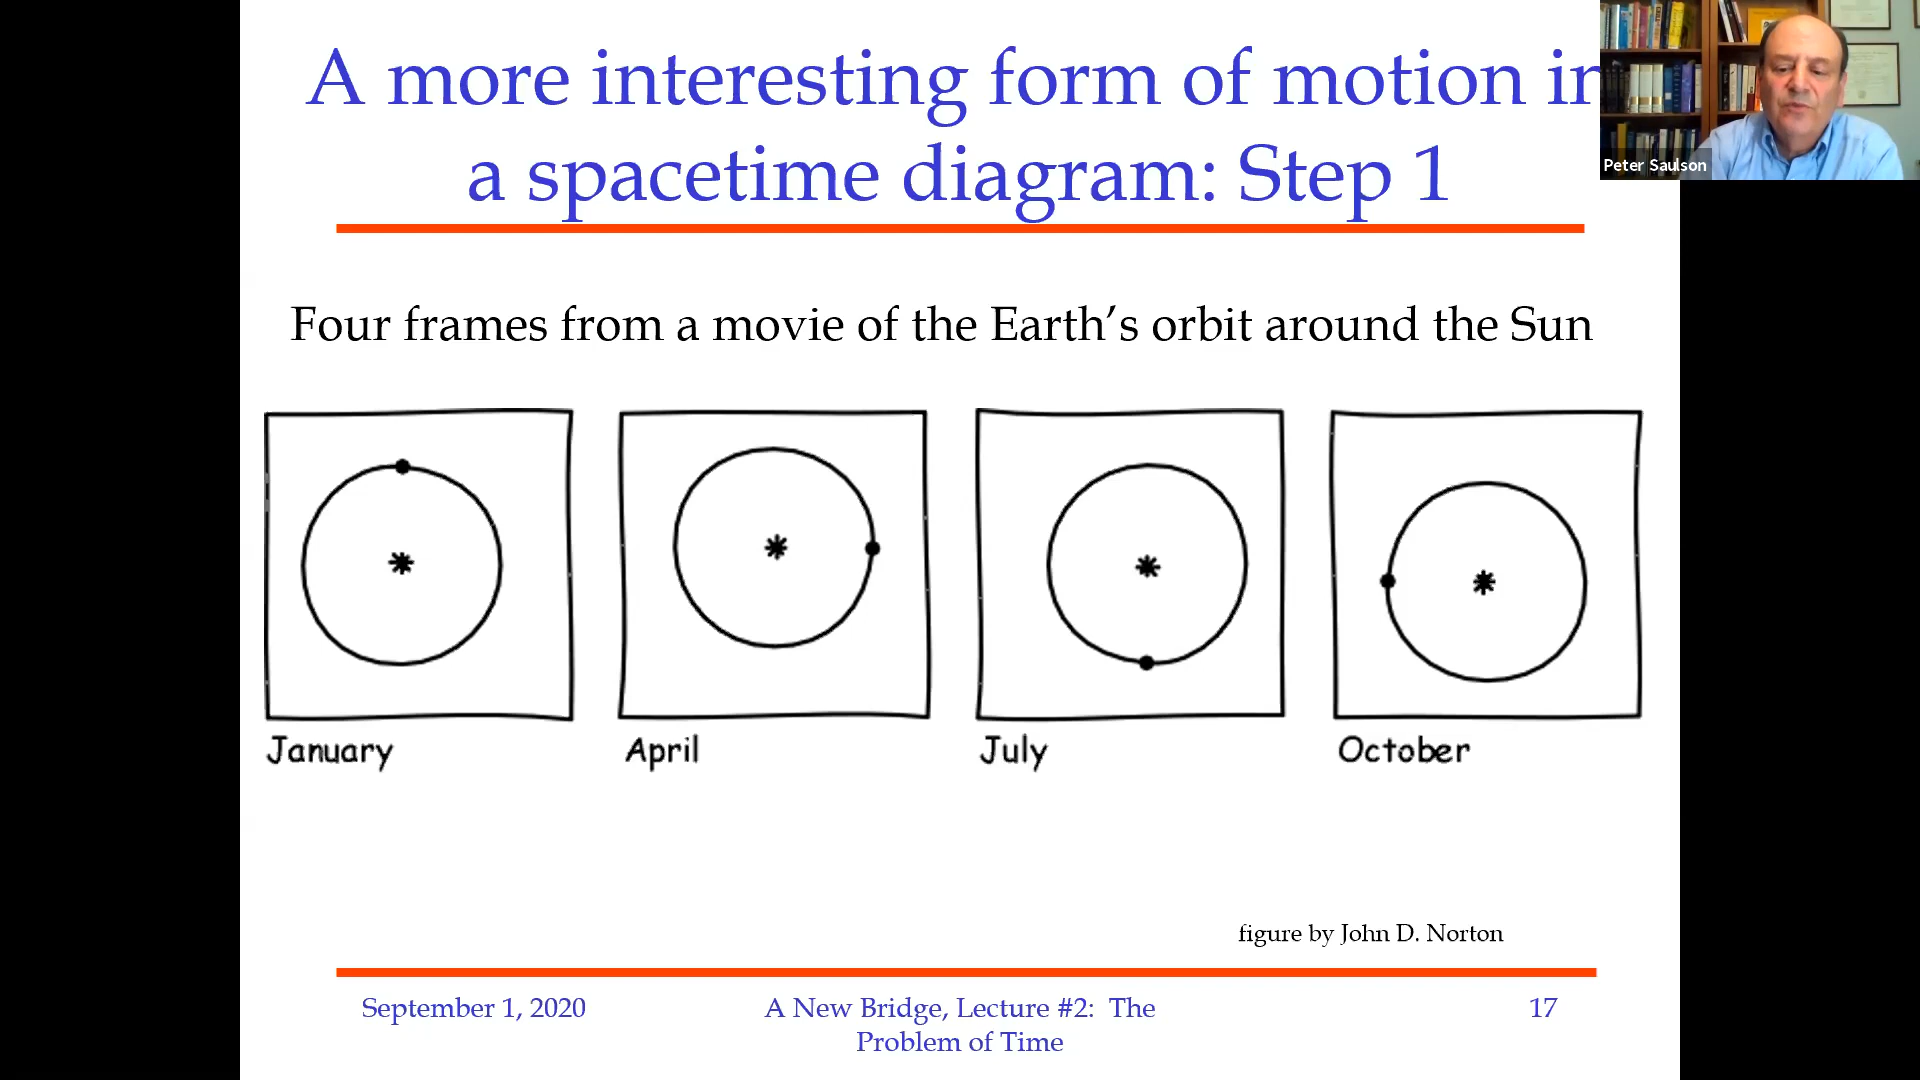 A more interesting form of motion in
a spacetime diagram: Step 1
Peter Saulson
Four frames from a movie of the Earth’s orbit around the Sun
January
April
July
October
figure by John D. Norton
September 1, 2020
A New Bridge, Lecture #2: The
Problem of Time
17